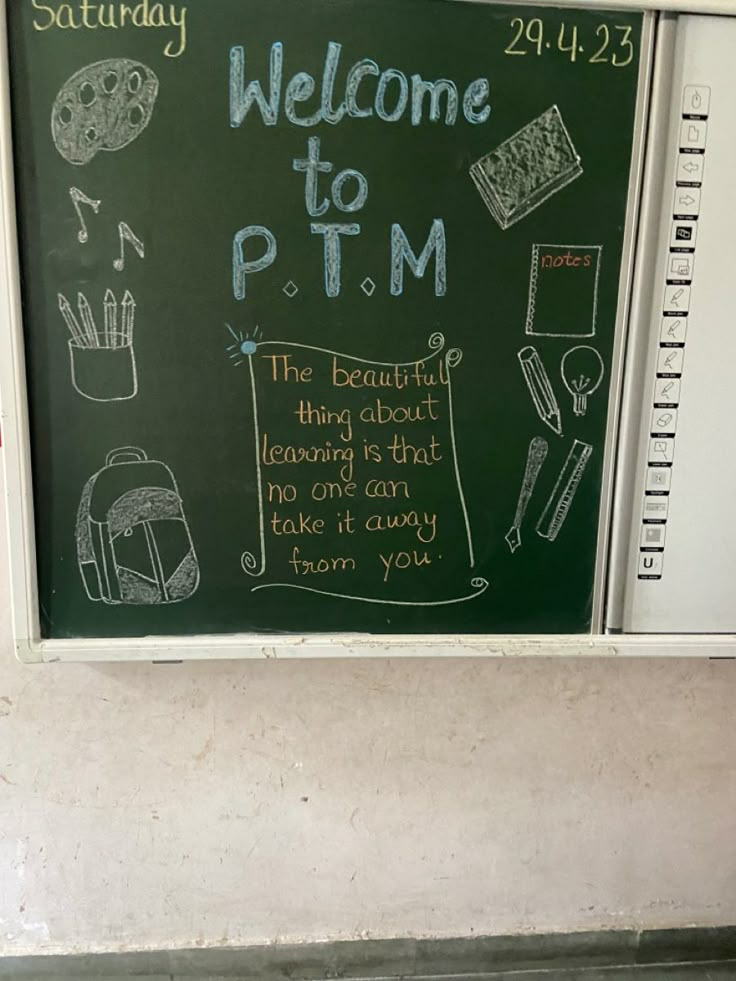 Saturday
29.4.23
Welcome
to
P.T.M
notes
The beautiful
thing about
learning is that
no one can
take it away
from you.
U